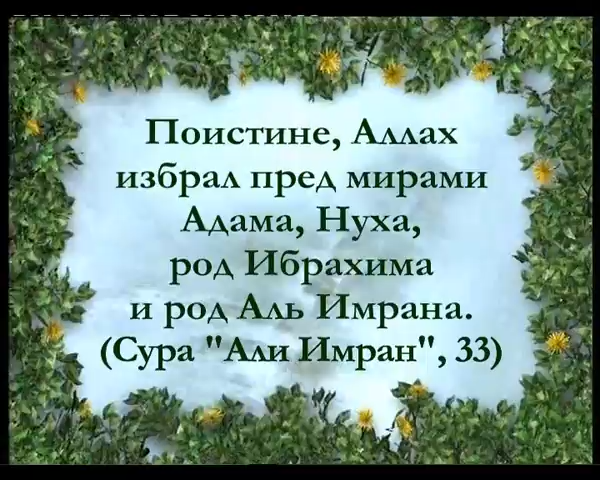 Поистине, Аллах
избрал пред мирами
Адама, Нуха,
род Ибрахима
и род Аль Имрана.
(Сура "Али Имран", 33)